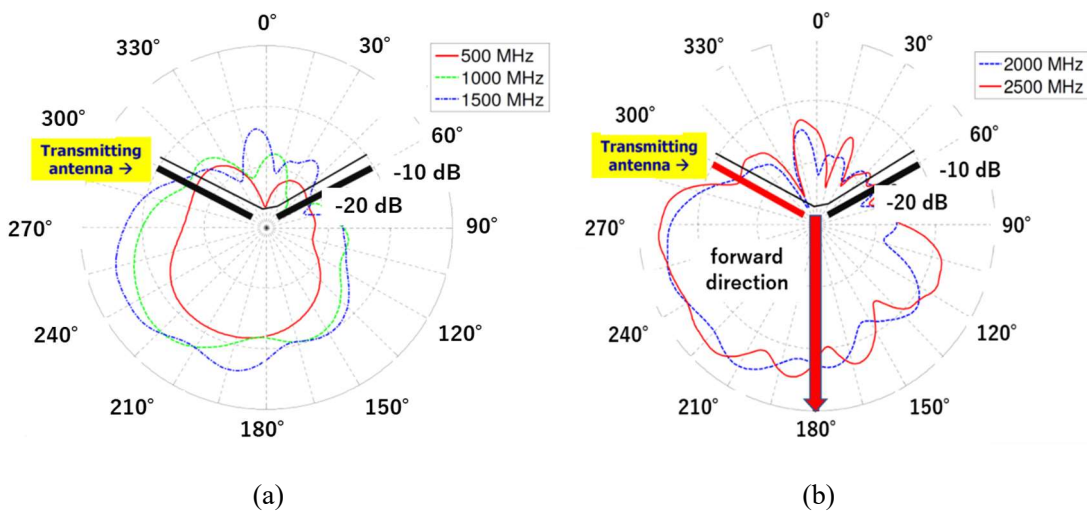 0°
30°
60°
90°
120°
150°
180°
210°
240°
270°
300°
330°
500 MHz
1000 MHz
1500 MHz
Transmitting
antenna →
-10 dB
-20 dB
(a)
0°
30°
60°
90°
120°
150°
180°
210°
240°
270°
300°
330°
2000 MHz
2500 MHz
Transmitting
antenna →
-10 dB
-20 dB
forward
direction
(b)